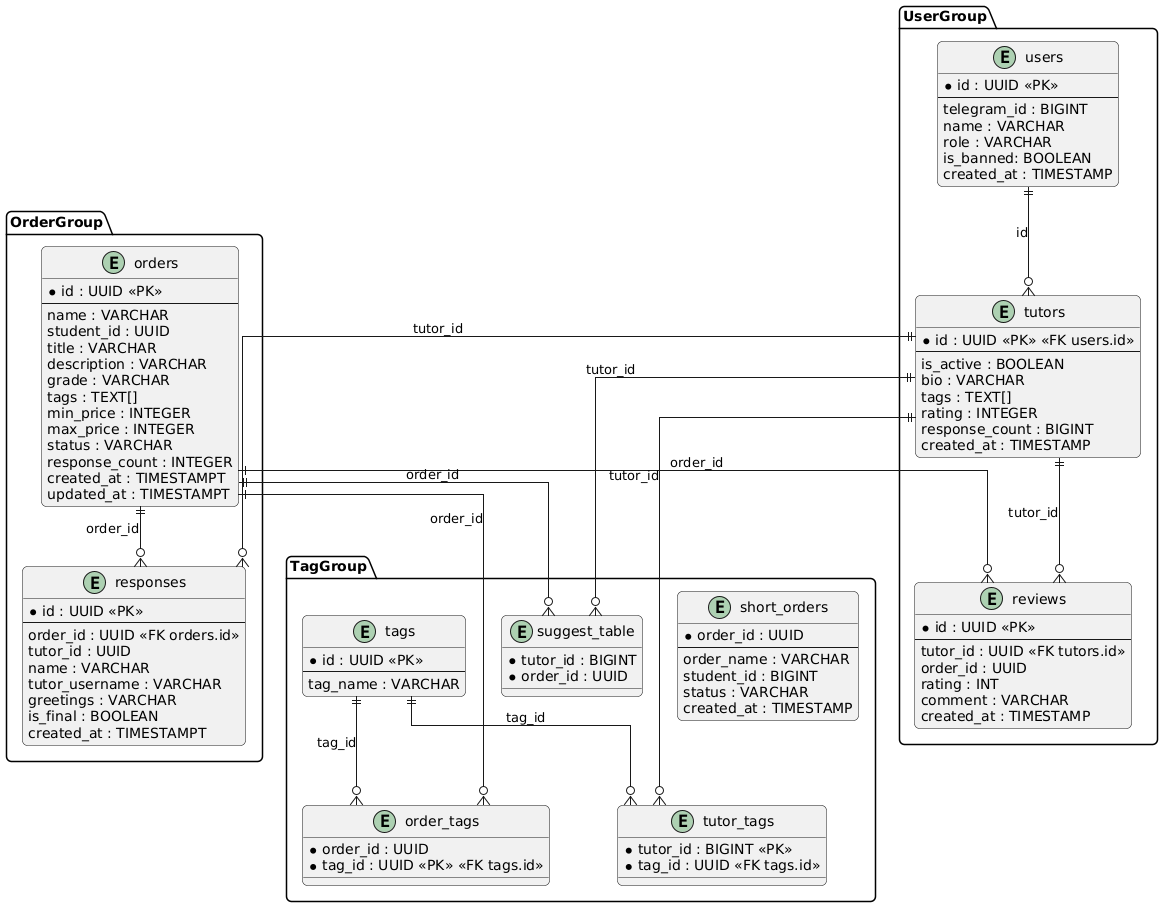 UserGroup
E users
* id : UUID «PK»
telegram_id : BIGINT
name : VARCHAR
role : VARCHAR
is_banned: BOOLEAN
created_at : TIMESTAMP
id
E tutors
* id : UUID «PK» «FK users.id»
is_active : BOOLEAN
bio : VARCHAR
tags : TEXT[]
rating : INTEGER
response_count : BIGINT
created_at : TIMESTAMP
tutor_id
E reviews
* id : UUID «PK»
tutor_id : UUID «FK tutors.id»
order_id : UUID
rating : INT
comment : VARCHAR
created_at : TIMESTAMP
OrderGroup
E orders
* id : UUID «PK»
name : VARCHAR
student_id : UUID
title : VARCHAR
description : VARCHAR
grade : VARCHAR
tags : TEXT[]
min_price : INTEGER
max_price : INTEGER
status : VARCHAR
response_count : INTEGER
created_at : TIMESTAMPT
updated_at : TIMESTAMPT
order_id
E responses
* id : UUID «PK»
order_id : UUID «FK orders.id»
tutor_id : UUID
name : VARCHAR
tutor_username : VARCHAR
greetings : VARCHAR
is_final : BOOLEAN
created_at : TIMESTAMPT
tutor_id
tutor_id
order_id
order_id
tutor_id
order_id
TagGroup
E tags
* id : UUID «PK»
tag_name : VARCHAR
E suggest_table
* tutor_id : BIGINT
* order_id : UUID
E short_orders
* order_id : UUID
order_name : VARCHAR
student_id : BIGINT
status : VARCHAR
created_at : TIMESTAMP
tag_id
tag_id
E order_tags
* order_id : UUID
* tag_id : UUID «PK» «FK tags.id»
E tutor_tags
* tutor_id : BIGINT «PK»
* tag_id : UUID «FK tags.id»